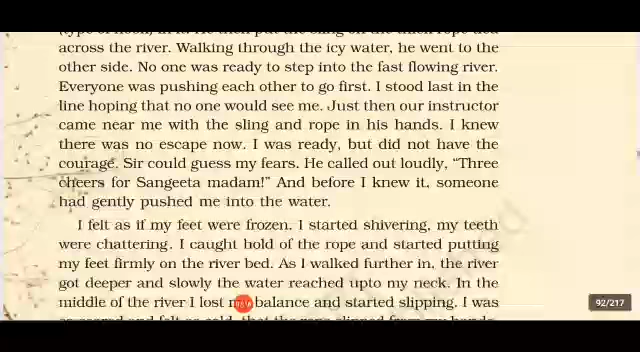 across the river. Walking through the icy water, he went to the
other side. No one was ready to step into the fast flowing river.
Everyone was pushing each other to go first. I stood last in the
line hoping that no one would see me. Just then our instructor
came near me with the sling and rope in his hands. I knew
there was no escape now. I was ready, but did not have the
courage. Sir could guess my fears. He called out loudly, “Three
cheers for Sangeeta madam!” And before I knew it, someone
had gently pushed me into the water.
I felt as if my feet were frozen. I started shivering, my teeth
were chattering. I caught hold of the rope and started putting
my feet firmly on the river bed. As I walked further in, the river
got deeper and slowly the water reached upto my neck. In the
middle of the river I lost balance and started slipping. I was
92/217